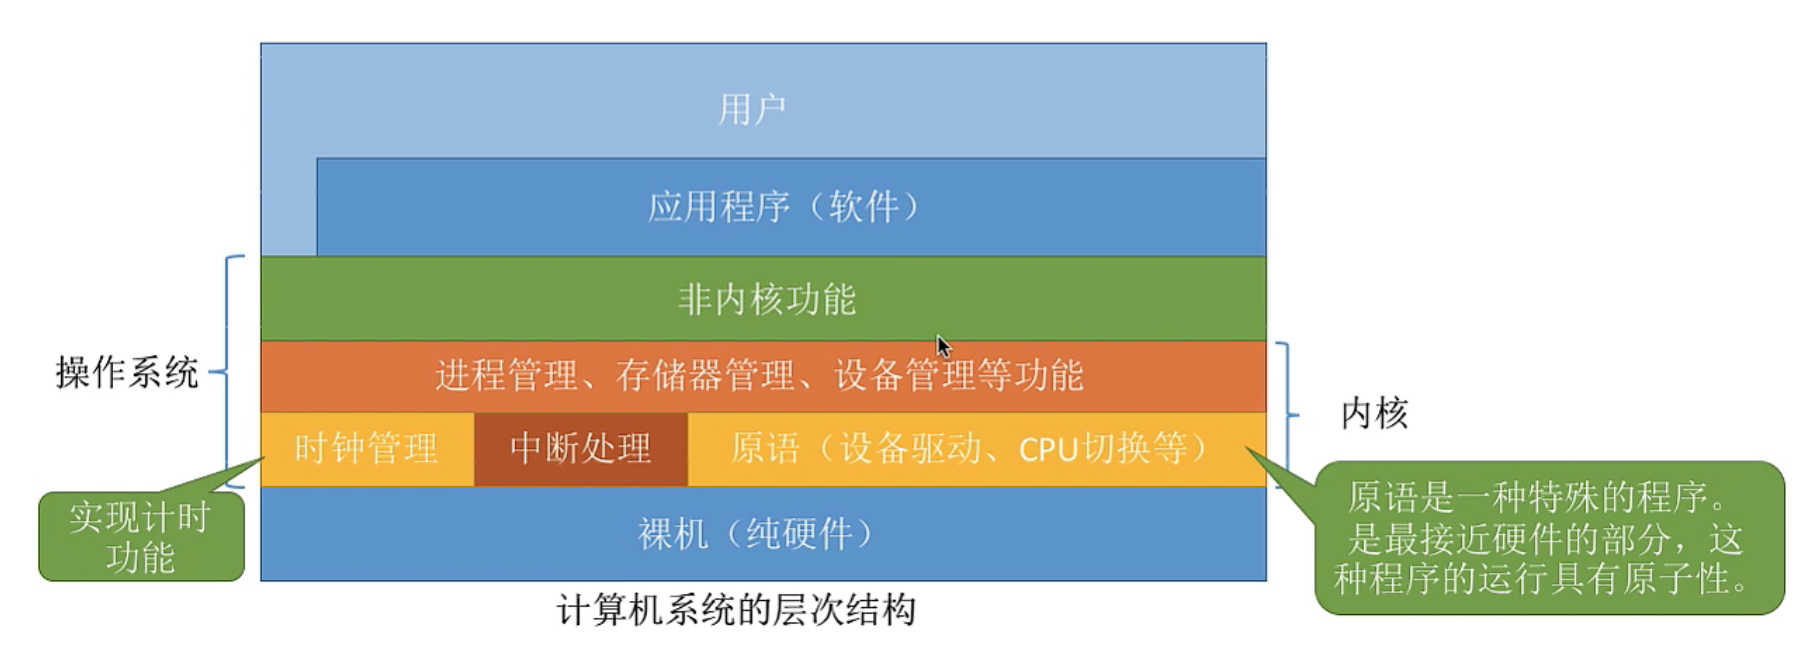 用户
应用程序（软件）
非内核功能
操作系统
进程管理、存储器管理、设备管理等功能
内核
时钟管理
中断处理
原语（设备驱动、CPU切换等）
实现计时
功能
裸机（纯硬件）
原语是一种特殊的程序。
是最接近硬件的部分，这
种程序的运行具有原子性。
计算机系统的层次结构